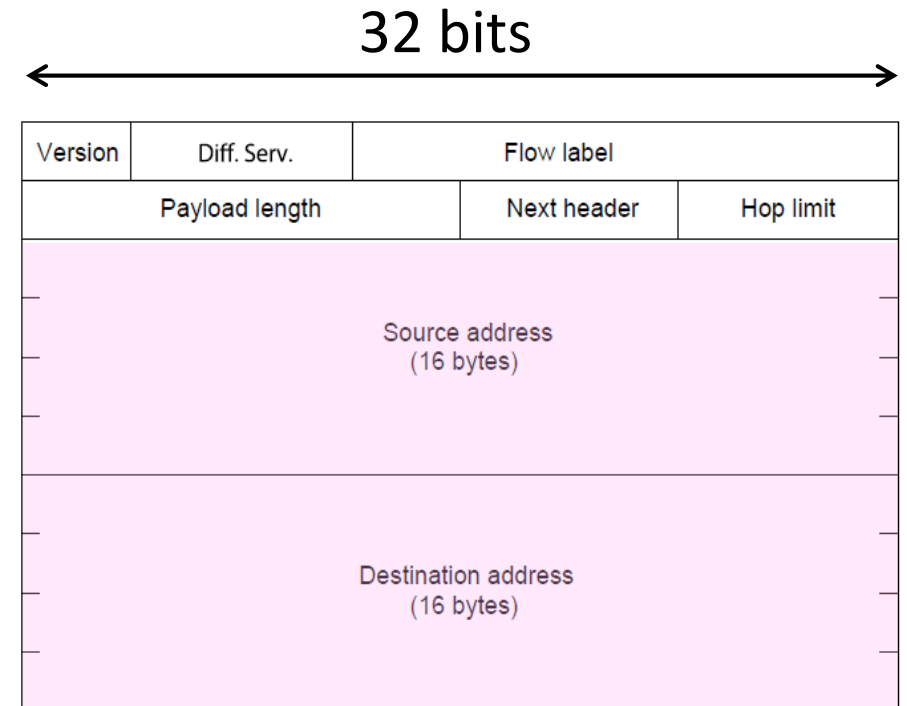 32 bits
Version Diff. Serv. Flow label
Payload length Next header Hop limit
Source address
(16 bytes)
Destination address
(16 bytes)